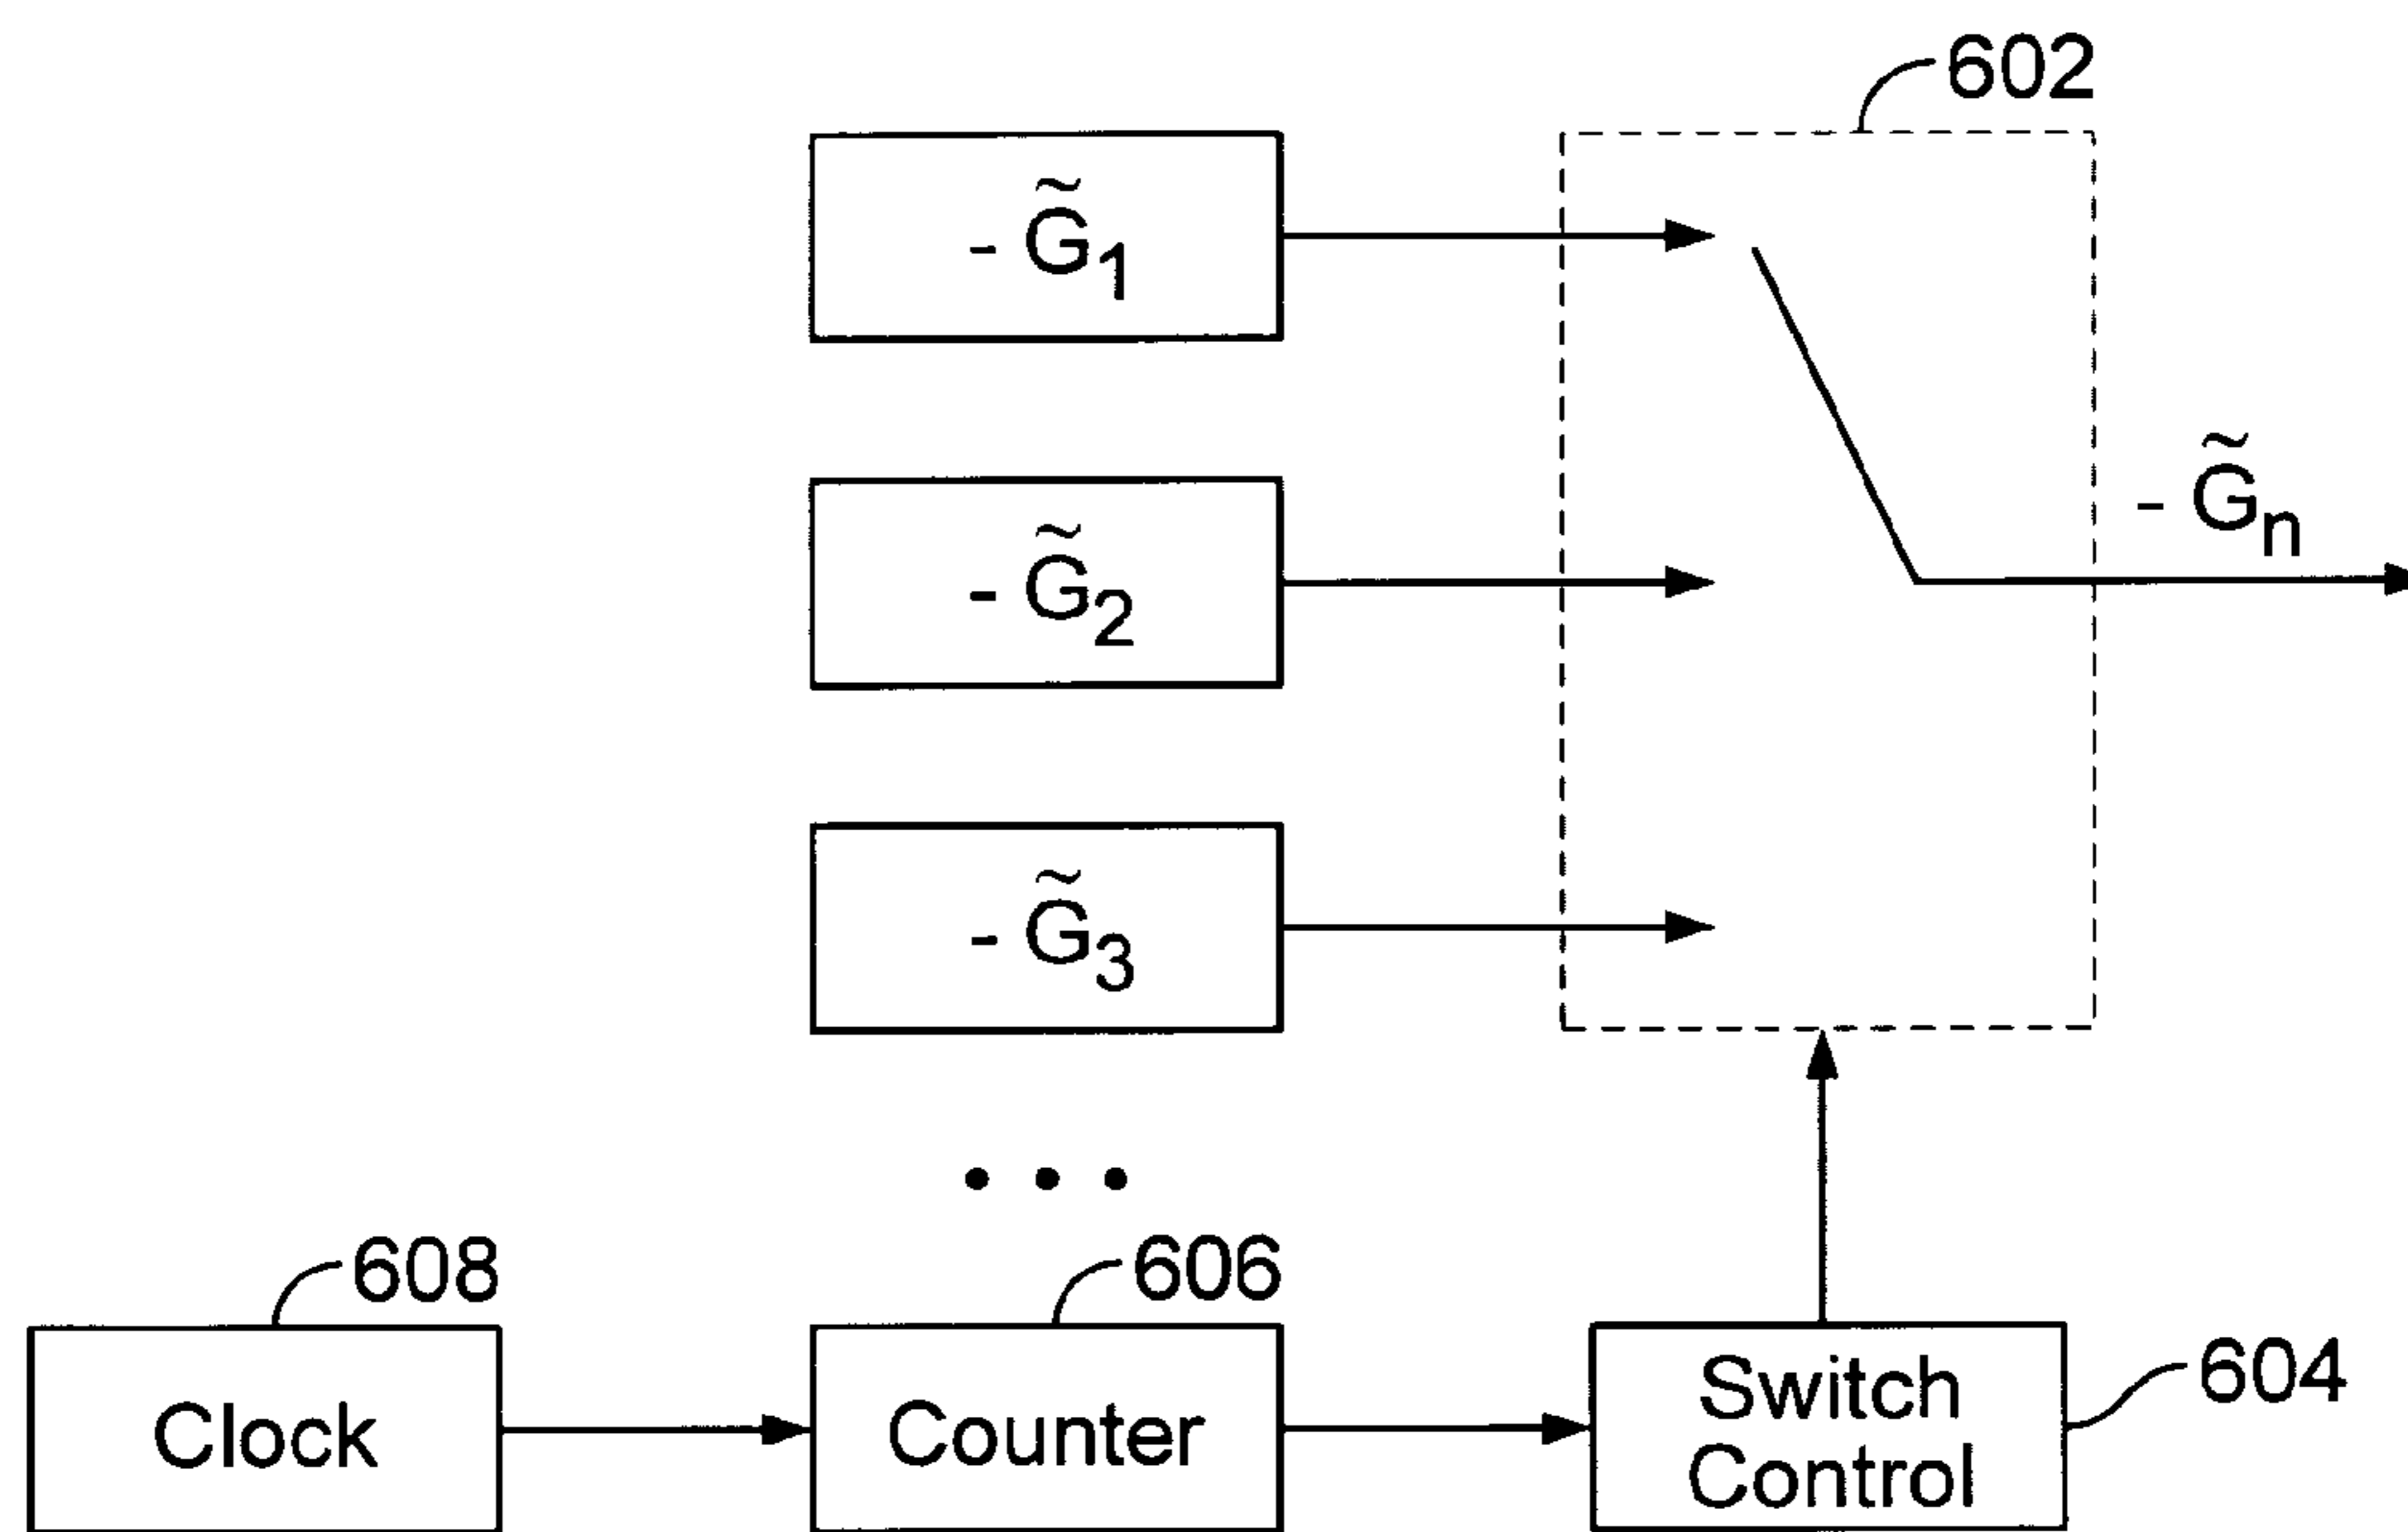 602
- G̃1
- G̃n
- G̃2
- G̃3
• • •
608
606
604
Clock
Counter
Switch
Control